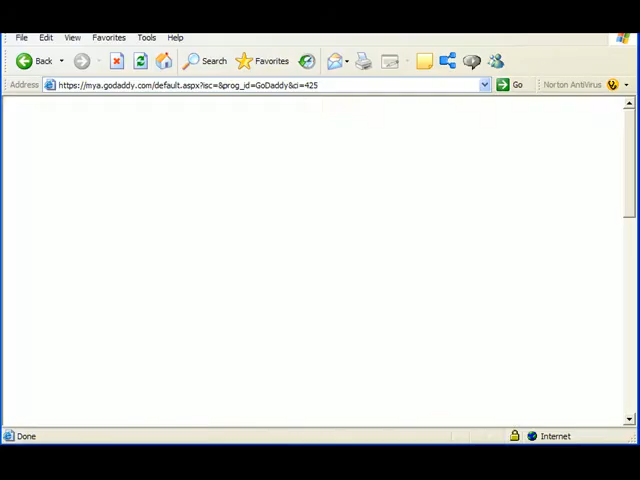 File Edit View Favorites Tools Help
Back Search Favorites
Address https://mya.godaddy.com/default.aspx?isc=&prog_id=GoDaddy&ci=425 Go Norton AntiVirus
Done Internet